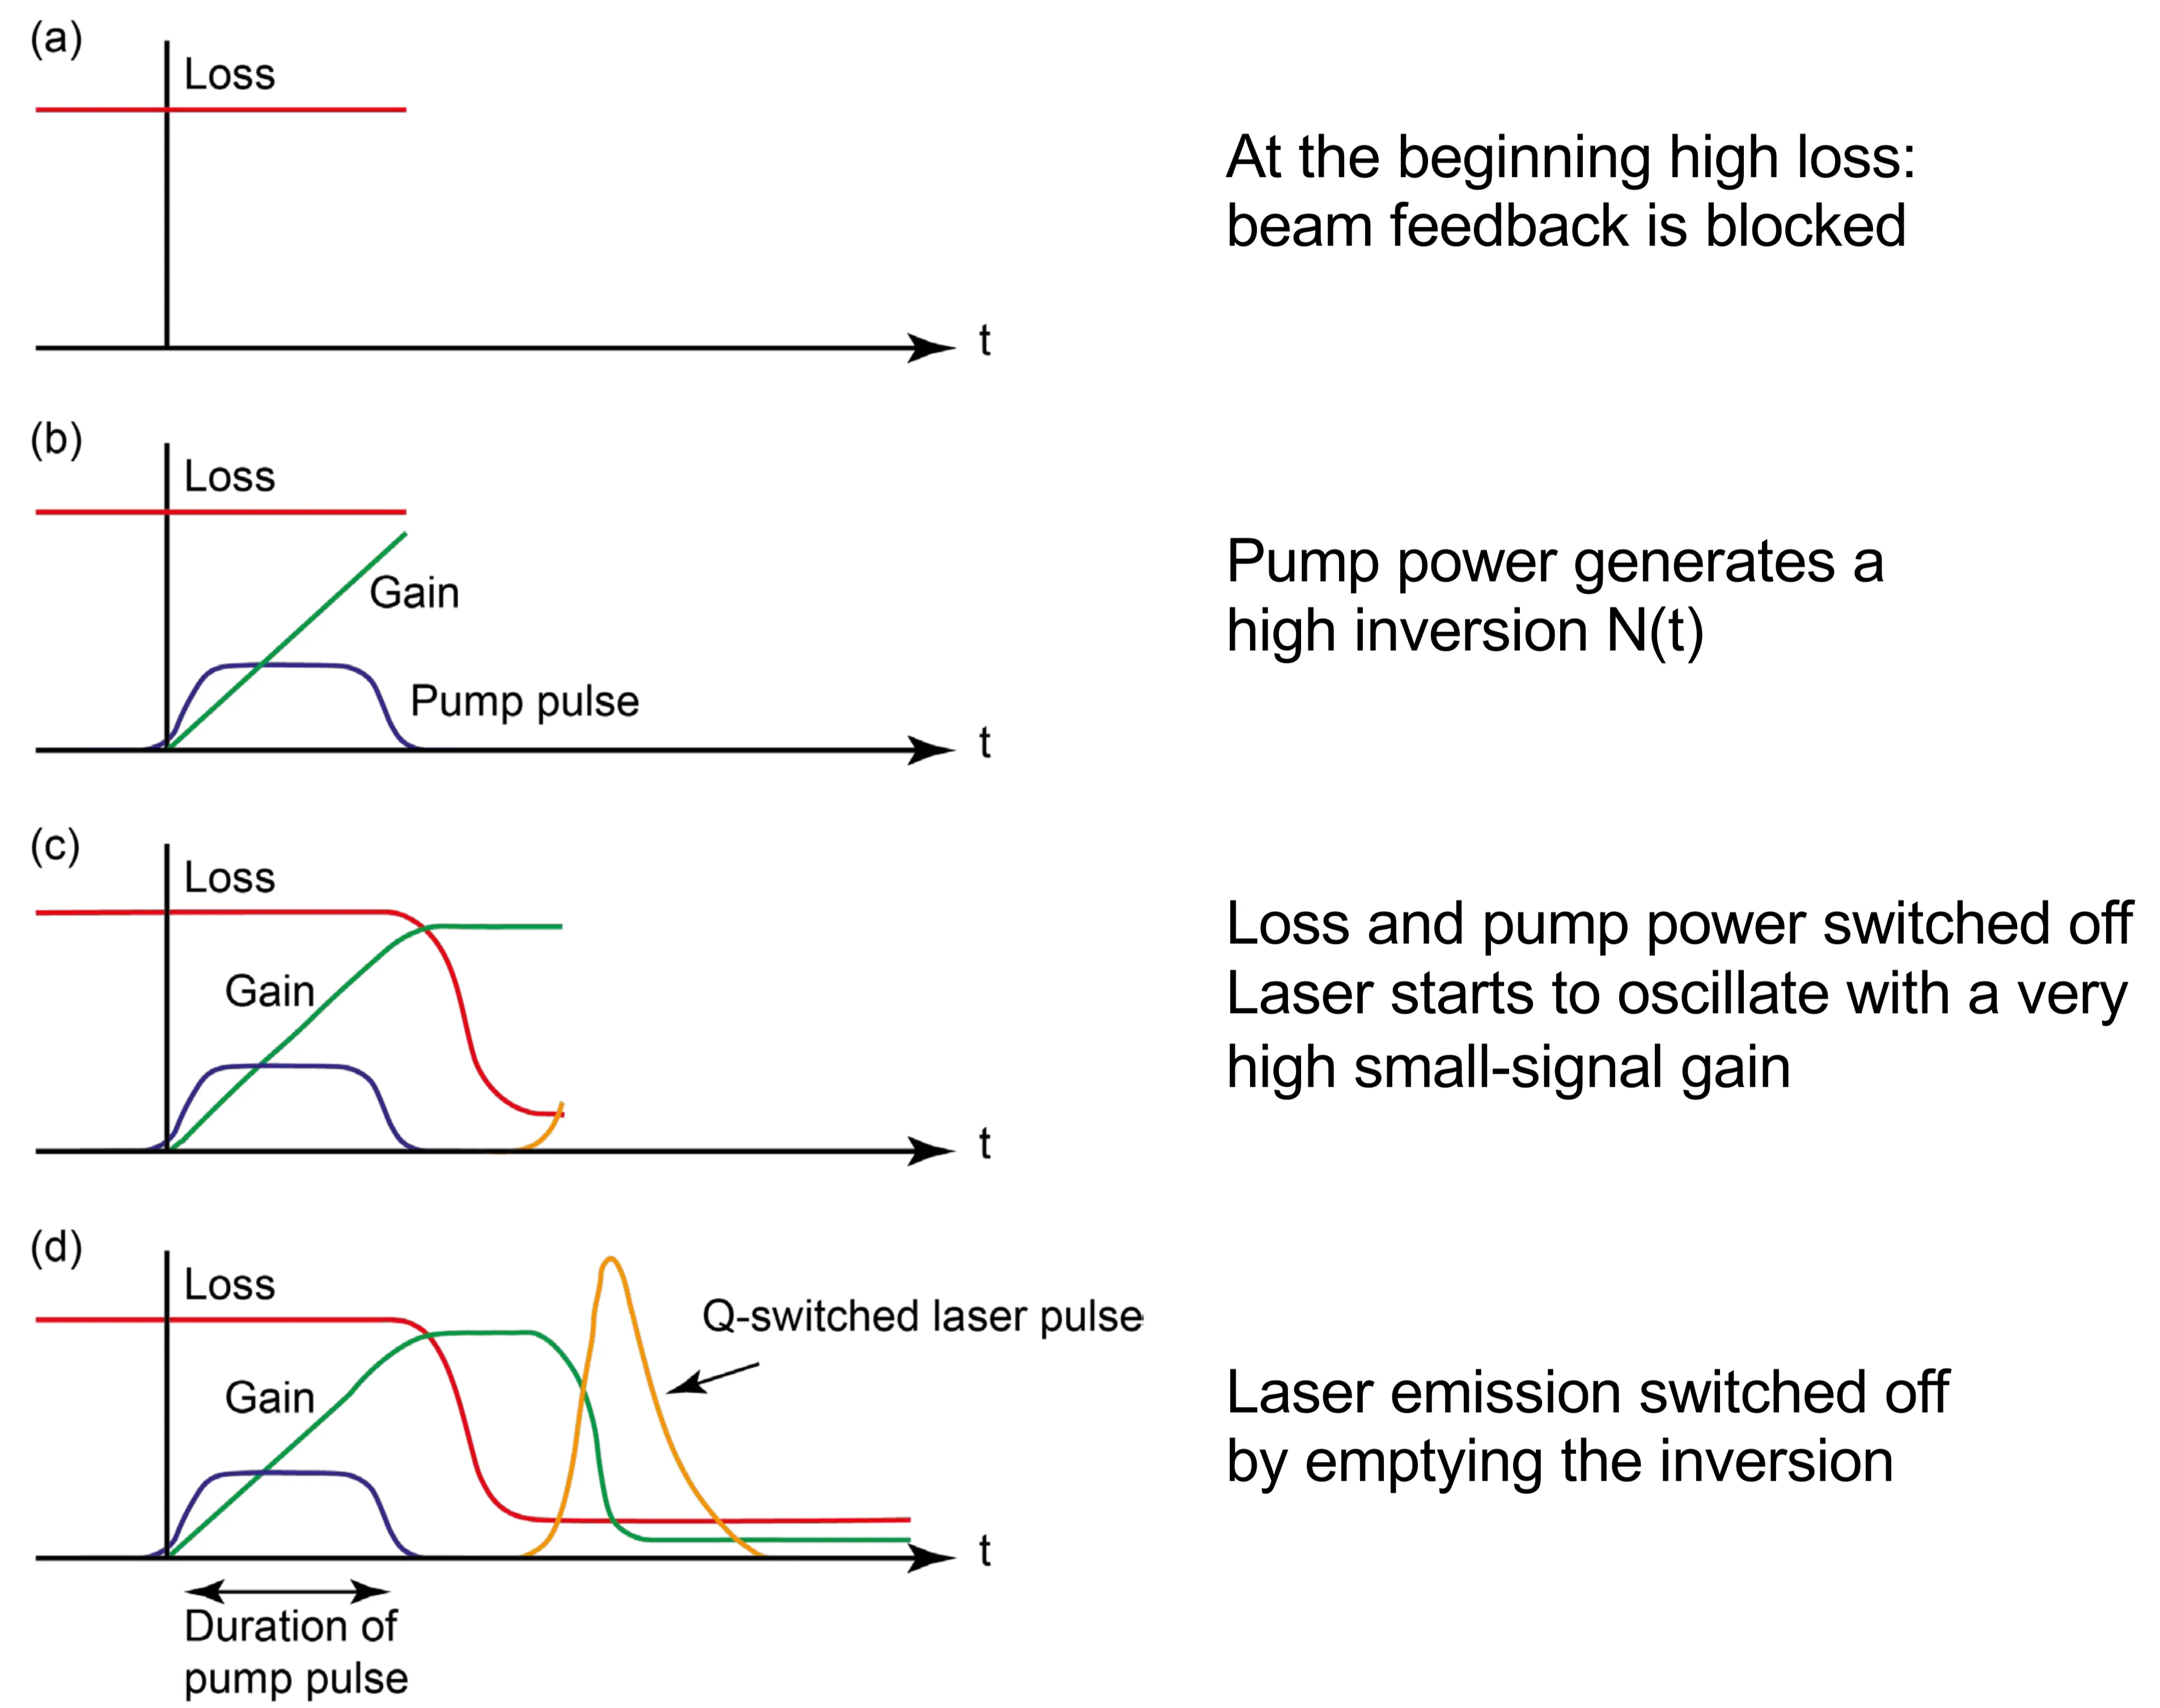 (a)
Loss
t
At the beginning high loss:
beam feedback is blocked
(b)
Loss
Gain
Pump pulse
t
Pump power generates a
high inversion N(t)
(c)
Loss
Gain
t
Loss and pump power switched off
Laser starts to oscillate with a very
high small-signal gain
(d)
Loss
Q-switched laser pulse
Gain
t
Duration of
pump pulse
Laser emission switched off
by emptying the inversion